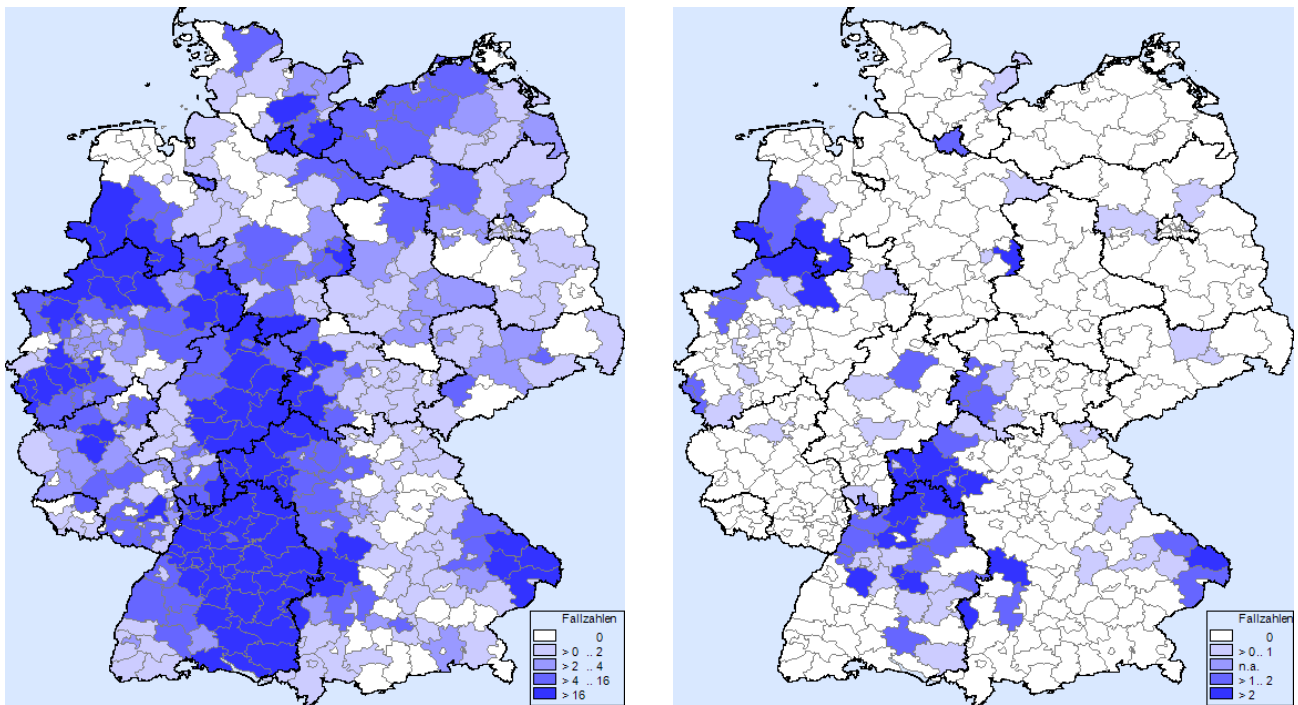 Fallzahlen
0
> 0 .. 2
> 2 .. 4
> 4 .. 16
> 16
Fallzahlen
0
> 0 .. 1
n.a.
> 1 .. 2
> 2